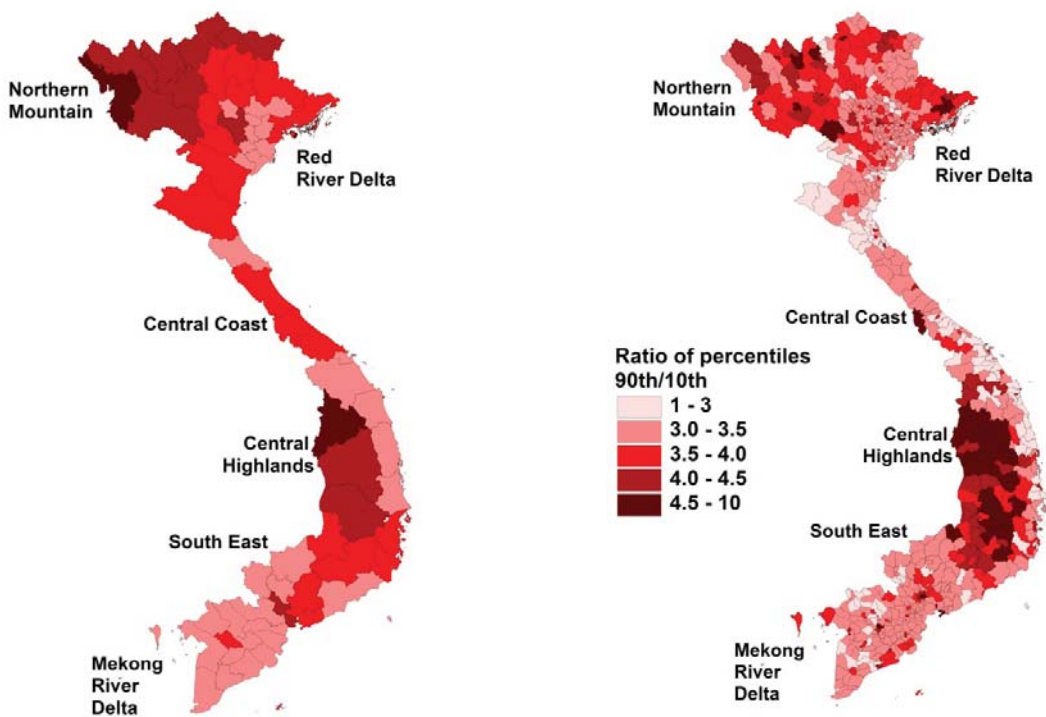 Northern
Mountain
Red
River Delta
Central Coast
Central
Highlands
South East
Mekong
River
Delta
Ratio of percentiles
90th/10th
1 - 3
3.0 - 3.5
3.5 - 4.0
4.0 - 4.5
4.5 - 10
Northern
Mountain
Red
River Delta
Central Coast
Central
Highlands
South East
Mekong
River
Delta